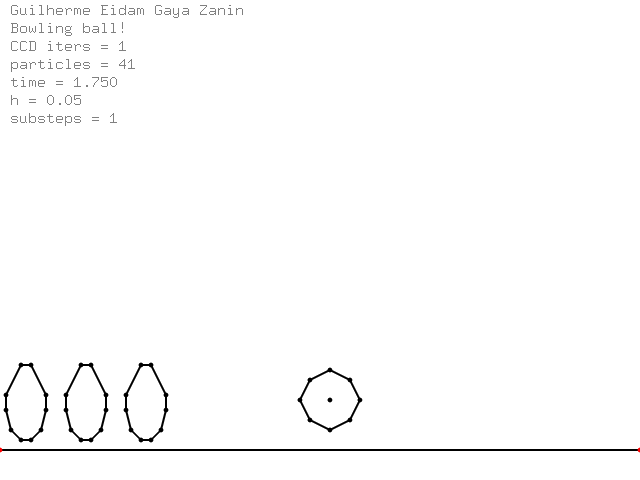 Guilherme Eidam Gaya Zanin
Bowling ball!
CCD iters = 1
particles = 41
time = 1.750
h = 0.05
substeps = 1